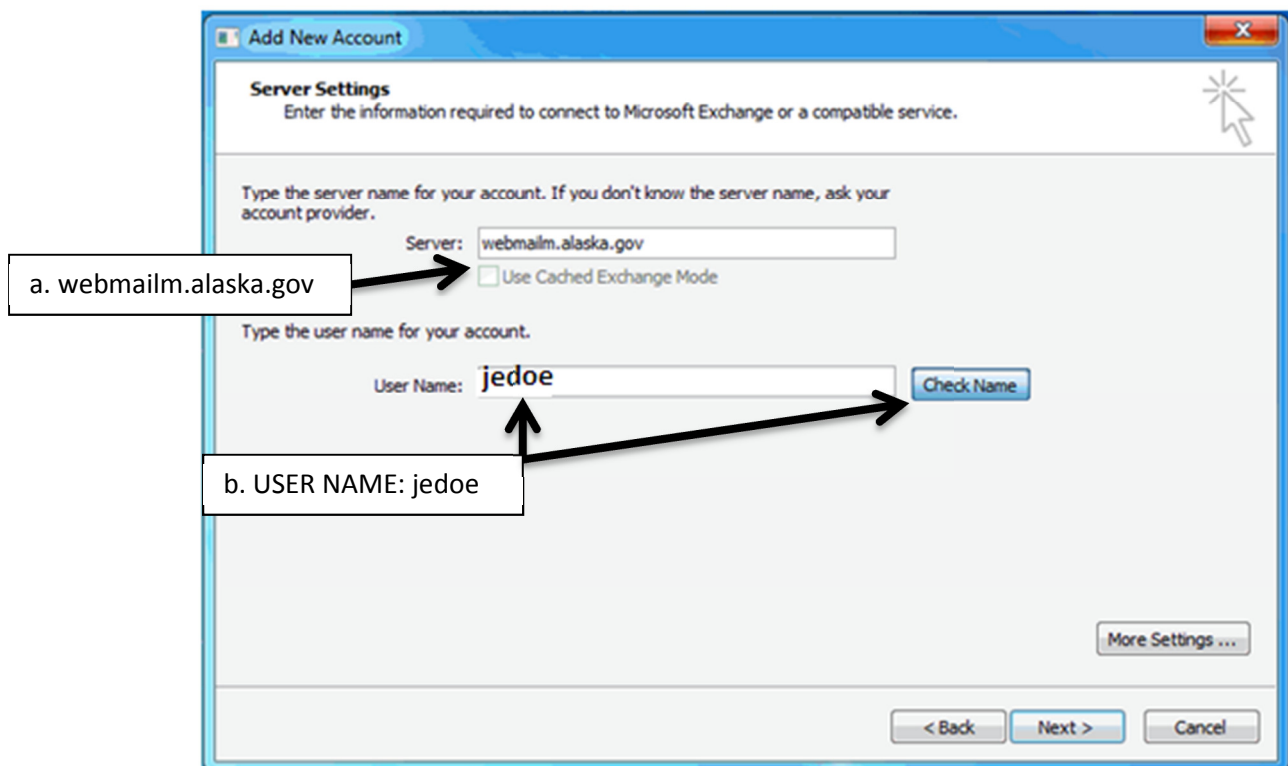 Add New Account
Server Settings
Enter the information required to connect to Microsoft Exchange or a compatible service.
Type the server name for your account. If you don't know the server name, ask your
account provider.
Server: webmailm.alaska.gov
a. webmailm.alaska.gov
Use Cached Exchange Mode
Type the user name for your account.
User Name: jedoe Check Name
b. USER NAME: jedoe
More Settings ...
< Back Next > Cancel